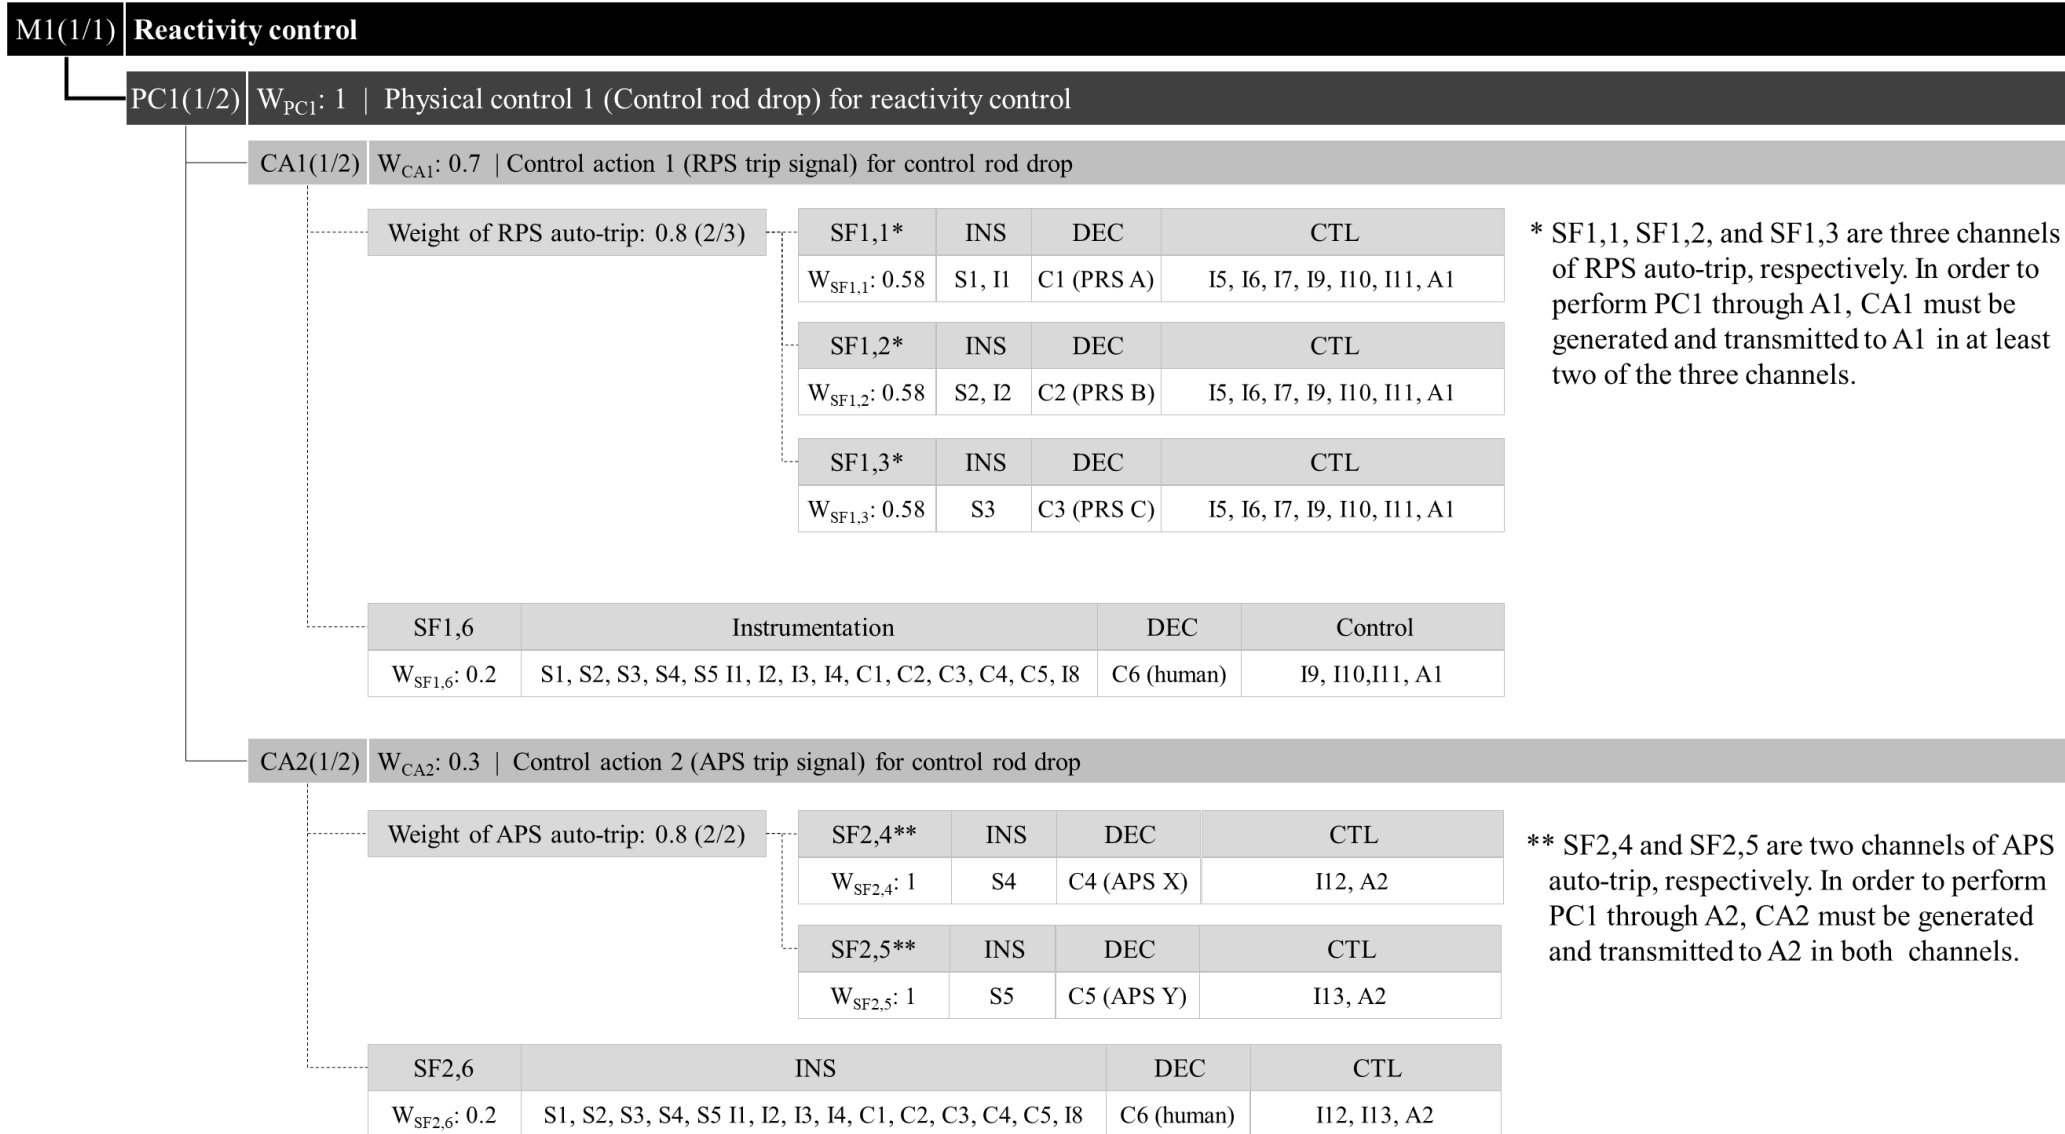 M1(1/1) Reactivity control
PC1(1/2) W_PC1: 1 | Physical control 1 (Control rod drop) for reactivity control
CA1(1/2) W_CA1: 0.7 | Control action 1 (RPS trip signal) for control rod drop
Weight of RPS auto-trip: 0.8 (2/3)
SF1,1* INS DEC CTL
W_SF1,1: 0.58 S1, I1 C1 (PRS A) I5, I6, I7, I9, I10, I11, A1
SF1,2* INS DEC CTL
W_SF1,2: 0.58 S2, I2 C2 (PRS B) I5, I6, I7, I9, I10, I11, A1
SF1,3* INS DEC CTL
W_SF1,3: 0.58 S3 C3 (PRS C) I5, I6, I7, I9, I10, I11, A1
* SF1,1, SF1,2, and SF1,3 are three channels
of RPS auto-trip, respectively. In order to
perform PC1 through A1, CA1 must be
generated and transmitted to A1 in at least
two of the three channels.
SF1,6 Instrumentation DEC Control
W_SF1,6: 0.2 S1, S2, S3, S4, S5 I1, I2, I3, I4, C1, C2, C3, C4, C5, I8 C6 (human) I9, I10,I11, A1
CA2(1/2) W_CA2: 0.3 | Control action 2 (APS trip signal) for control rod drop
Weight of APS auto-trip: 0.8 (2/2)
SF2,4** INS DEC CTL
W_SF2,4: 1 S4 C4 (APS X) I12, A2
SF2,5** INS DEC CTL
W_SF2,5: 1 S5 C5 (APS Y) I13, A2
** SF2,4 and SF2,5 are two channels of APS
auto-trip, respectively. In order to perform
PC1 through A2, CA2 must be generated
and transmitted to A2 in both channels.
SF2,6 INS DEC CTL
W_SF2,6: 0.2 S1, S2, S3, S4, S5 I1, I2, I3, I4, C1, C2, C3, C4, C5, I8 C6 (human) I12, I13, A2